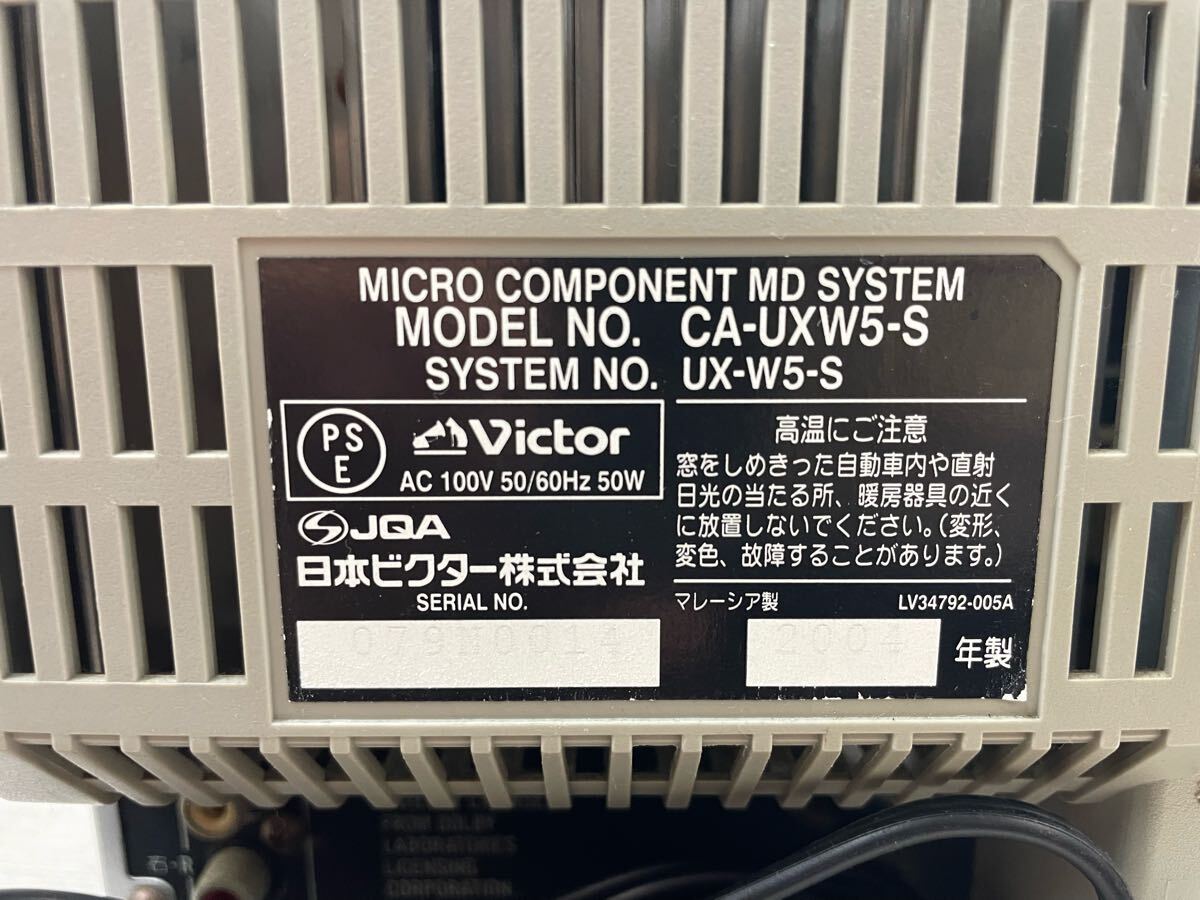 MICRO COMPONENT MD SYSTEM
MODEL NO. CA-UXW5-S
SYSTEM NO. UX-W5-S
PS
E
Victor
AC 100V 50/60Hz 50W
JQA
日本ビクター株式会社
SERIAL NO.
高温にご注意
窓をしめきった自動車内や直射
日光の当たる所、暖房器具の近く
に放置しないでください。(変形、
変色、故障することがあります。)
マレーシア製 LV34792-005A
2004 年製
FROM DOLBY
LABORATORIES
LICENSING
CORPORATION